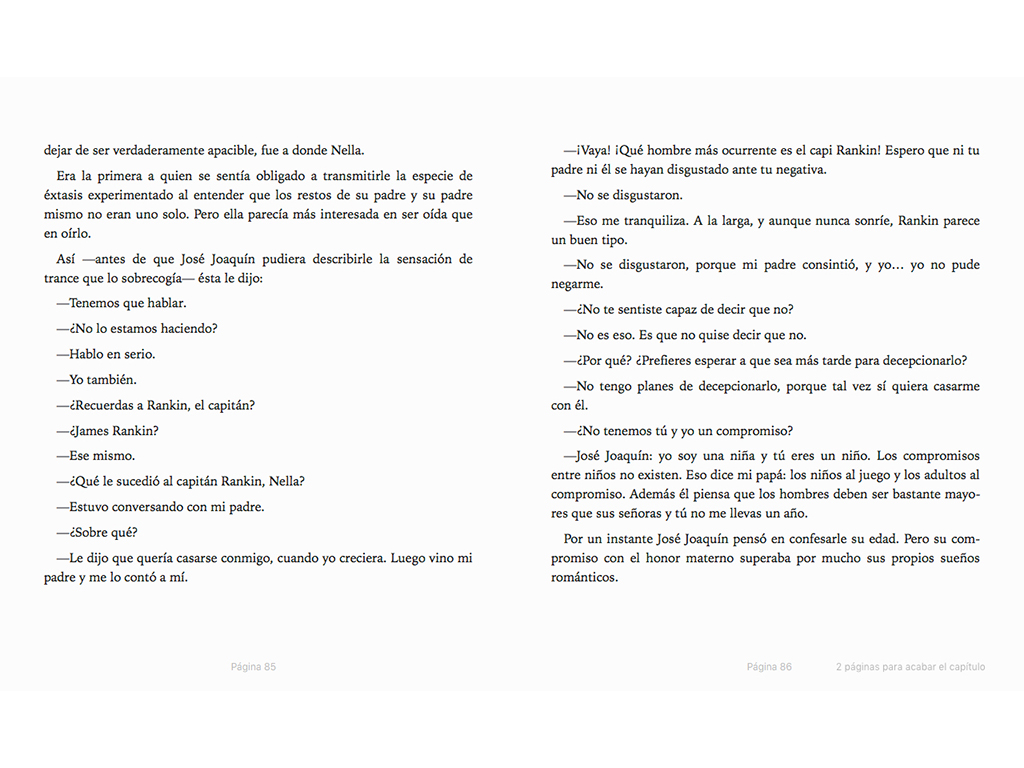 dejar de ser verdaderamente apacible, fue a donde Nella.
Era la primera a quien se sentía obligado a transmitirle la especie de
éxtasis experimentado al entender que los restos de su padre y su padre
mismo no eran uno solo. Pero ella parecía más interesada en ser oída que
en oírlo.
Así —antes de que José Joaquín pudiera describirle la sensación de
trance que lo sobrecogía— ésta le dijo:
—Tenemos que hablar.
—¿No lo estamos haciendo?
—Hablo en serio.
—Yo también.
—¿Recuerdas a Rankin, el capitán?
—¿James Rankin?
—Ese mismo.
—¿Qué le sucedió al capitán Rankin, Nella?
—Estuvo conversando con mi padre.
—¿Sobre qué?
—Le dijo que quería casarse conmigo, cuando yo creciera. Luego vino mi
padre y me lo contó a mí.
Página 85
—¡Vaya! ¡Qué hombre más ocurrente es el capi Rankin! Espero que ni tu
padre ni él se hayan disgustado ante tu negativa.
—No se disgustaron.
—Eso me tranquiliza. A la larga, y aunque nunca sonríe, Rankin parece
un buen tipo.
—No se disgustaron, porque mi padre consintió, y yo… yo no pude
negarme.
—¿No te sentiste capaz de decir que no?
—No es eso. Es que no quise decir que no.
—¿Por qué? ¿Prefieres esperar a que sea más tarde para decepcionarlo?
—No tengo planes de decepcionarlo, porque tal vez sí quiera casarme
con él.
—¿No tenemos tú y yo un compromiso?
—José Joaquín: yo soy una niña y tú eres un niño. Los compromisos
entre niños no existen. Eso dice mi papá: los niños al juego y los adultos al
compromiso. Además él piensa que los hombres deben ser bastante mayo-
res que sus señoras y tú no me llevas un año.
Por un instante José Joaquín pensó en confesarle su edad. Pero su com-
promiso con el honor materno superaba por mucho sus propios sueños
románticos.
Página 86
2 páginas para acabar el capítulo